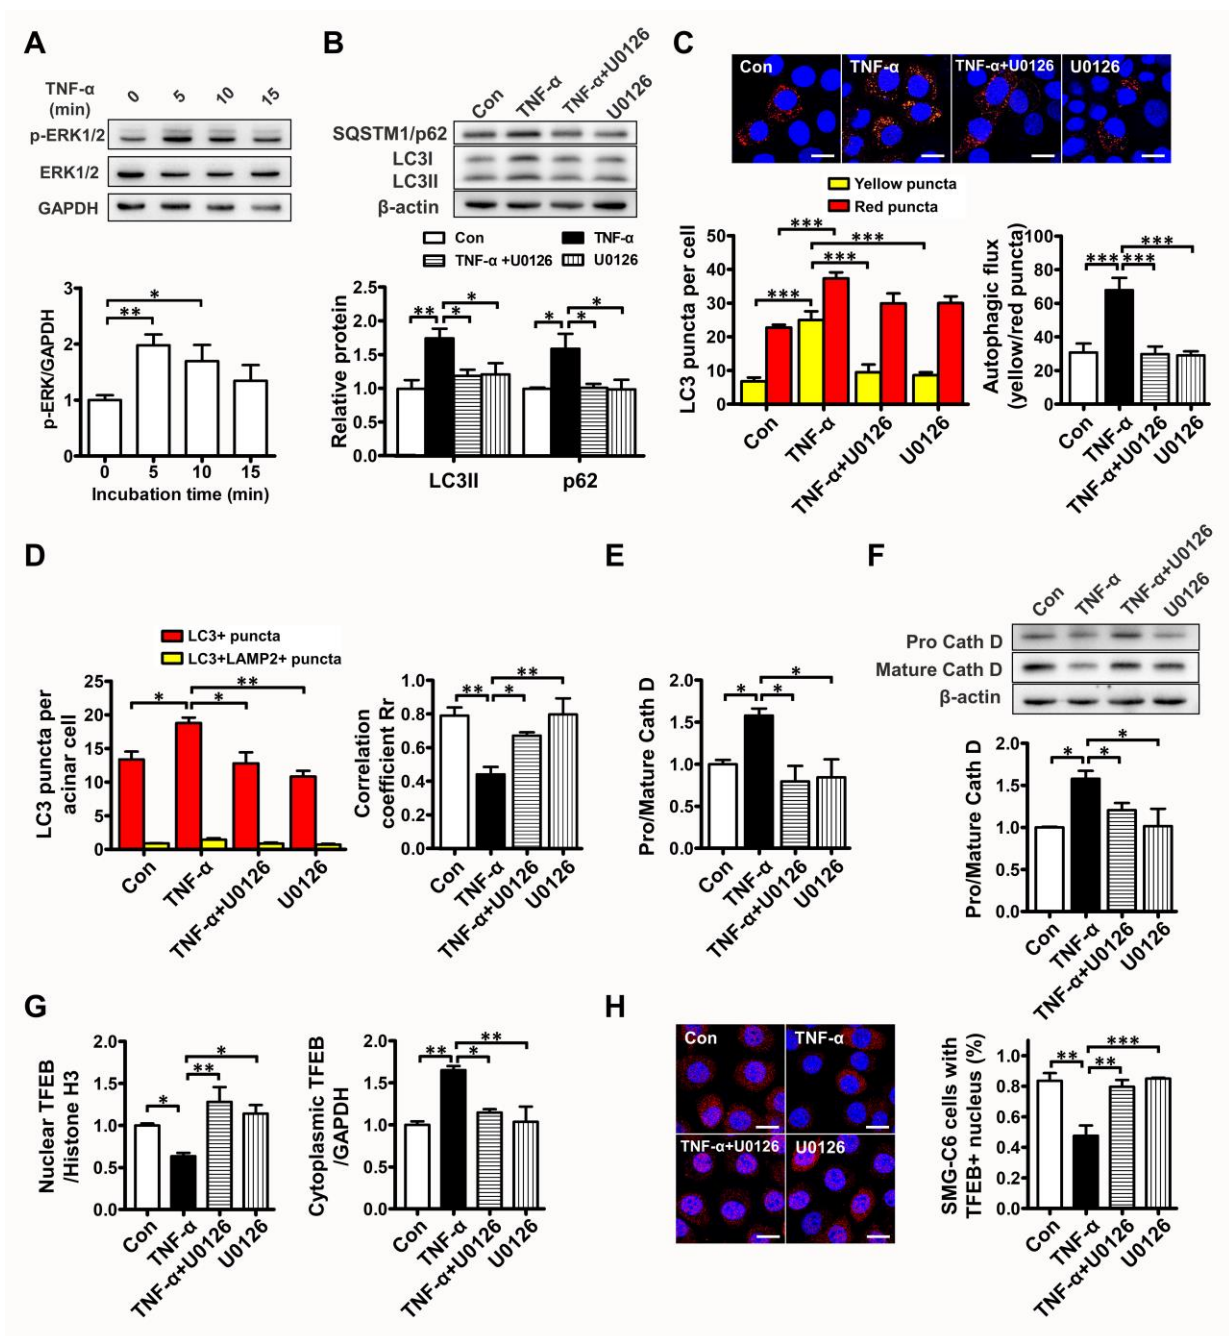 A
TNF-α
(min)
0 5 10 15
p-ERK1/2
ERK1/2
GAPDH
p-ERK/GAPDH
3
2
1
0
** *
0 5 10 15
Incubation time (min)
B
Con TNF-α TNF-α+U0126 U0126
SQSTM1/p62
LC3I
LC3II
β-actin
Con TNF-α
TNF-α +U0126 U0126
Relative protein
2.5
2.0
1.5
1.0
0.5
0.0
** * * * * *
LC3II p62
C
Con TNF-α TNF-α+U0126 U0126
Yellow puncta
Red puncta
LC3 puncta per cell
50
40
30
20
10
0
*** *** *** ***
Con TNF-α TNF-α+U0126 U0126
Autophagic flux
(yellow/red puncta)
100
80
60
40
20
0
*** *** ***
Con TNF-α TNF-α+U0126 U0126
D
LC3+ puncta
LC3+LAMP2+ puncta
LC3 puncta per
acinar cell
25
20
15
10
5
0
* * **
Con TNF-α TNF-α+U0126 U0126
Correlation
coefficient Rr
1.0
0.8
0.6
0.4
0.2
0.0
** * **
Con TNF-α TNF-α+U0126 U0126
E
Pro/Mature Cath D
2.0
1.5
1.0
0.5
0.0
* * *
Con TNF-α TNF-α+U0126 U0126
F
Con TNF-α TNF-α+U0126 U0126
Pro Cath D
Mature Cath D
β-actin
Pro/Mature Cath D
2.0
1.5
1.0
0.5
0.0
* * *
Con TNF-α TNF-α+U0126 U0126
G
Nuclear TFEB
/Histone H3
2.0
1.5
1.0
0.5
0.0
* ** *
Con TNF-α TNF-α+U0126 U0126
Cytoplasmic TFEB
/GAPDH
2.0
1.5
1.0
0.5
0.0
** * **
Con TNF-α TNF-α+U0126 U0126
H
Con TNF-α
TNF-α+U0126 U0126
SMG-C6 cells with
TFEB+ nucleus (%)
1.0
0.8
0.6
0.4
0.2
0.0
** ** ***
Con TNF-α TNF-α+U0126 U0126